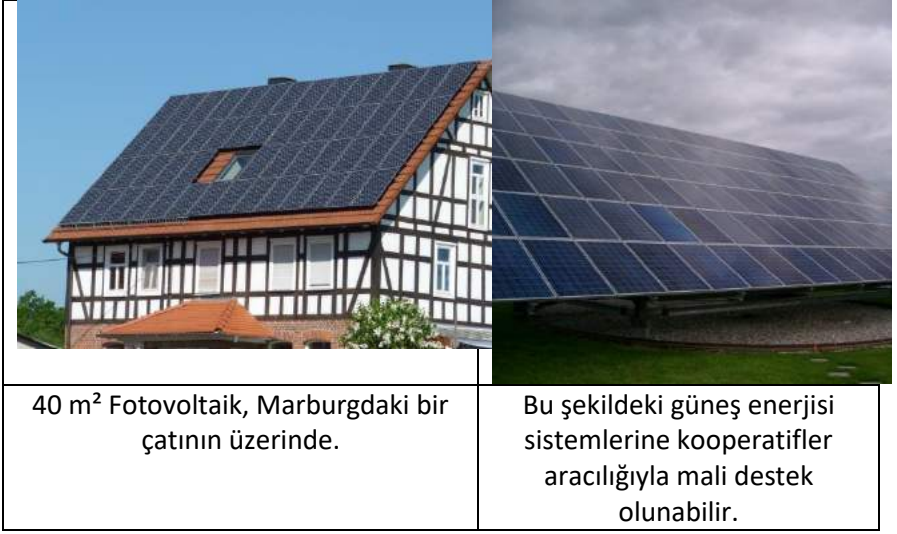 40 m² Fotovoltaik, Marburgdaki bir
çatının üzerinde.
Bu şekildeki güneş enerjisi
sistemlerine kooperatifler
aracılığıyla mali destek
olunabilir.